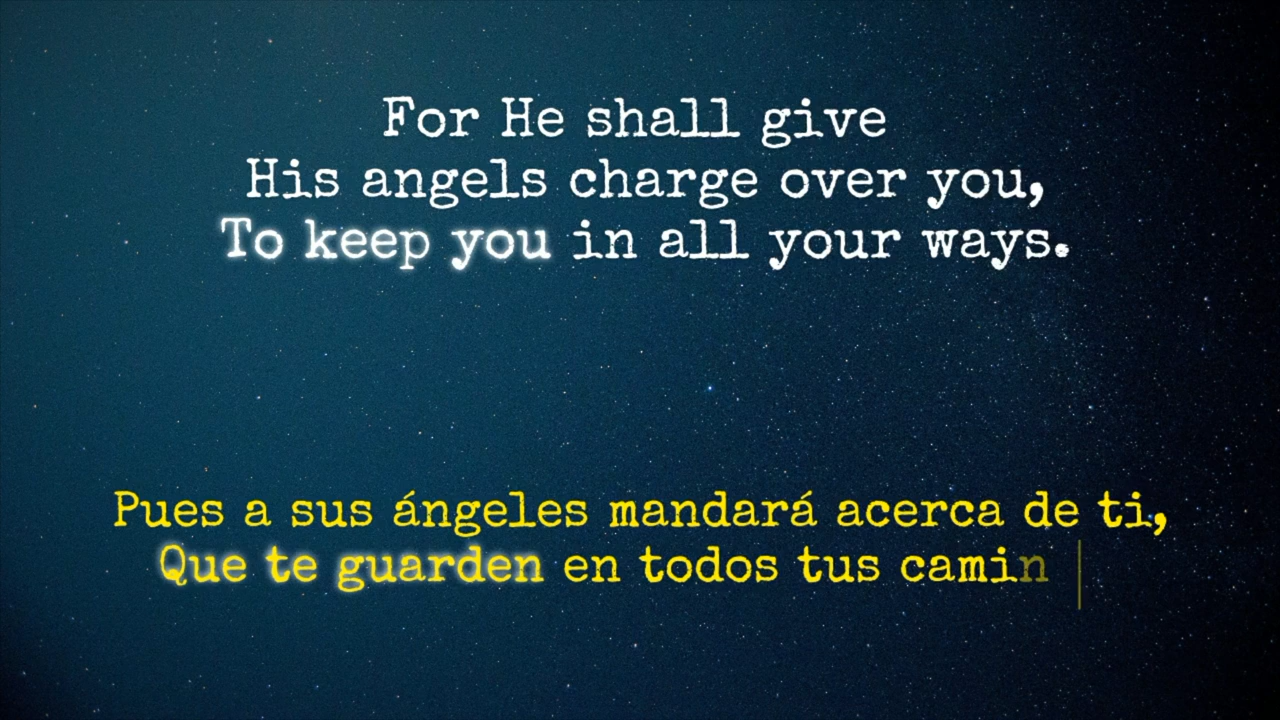 For He shall give
His angels charge over you,
To keep you in all your ways.
Pues a sus ángeles mandará acerca de ti,
Que te guarden en todos tus camin